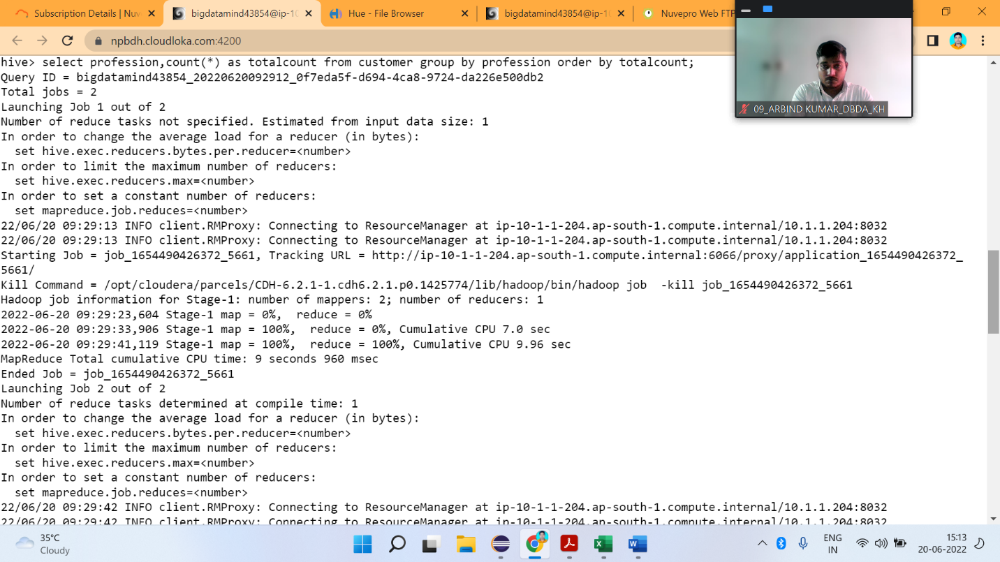 Subscription Details | Nuv
bigdatamind43854@ip-10
Hue - File Browser
bigdatamind43854@ip-1
Nuvepro Web FTP
npbdh.cloudloka.com:4200
09_ARBIND KUMAR_DBDA_KH
hive> select profession,count(*) as totalcount from customer group by profession order by totalcount;
Query ID = bigdatamind43854_20220620092912_0f7eda5f-d694-4ca8-9724-da226e500db2
Total jobs = 2
Launching Job 1 out of 2
Number of reduce tasks not specified. Estimated from input data size: 1
In order to change the average load for a reducer (in bytes):
  set hive.exec.reducers.bytes.per.reducer=<number>
In order to limit the maximum number of reducers:
  set hive.exec.reducers.max=<number>
In order to set a constant number of reducers:
  set mapreduce.job.reduces=<number>
22/06/20 09:29:13 INFO client.RMProxy: Connecting to ResourceManager at ip-10-1-1-204.ap-south-1.compute.internal/10.1.1.204:8032
22/06/20 09:29:13 INFO client.RMProxy: Connecting to ResourceManager at ip-10-1-1-204.ap-south-1.compute.internal/10.1.1.204:8032
Starting Job = job_1654490426372_5661, Tracking URL = http://ip-10-1-1-204.ap-south-1.compute.internal:6066/proxy/application_1654490426372_
5661/
Kill Command = /opt/cloudera/parcels/CDH-6.2.1-1.cdh6.2.1.p0.1425774/lib/hadoop/bin/hadoop job  -kill job_1654490426372_5661
Hadoop job information for Stage-1: number of mappers: 2; number of reducers: 1
2022-06-20 09:29:23,604 Stage-1 map = 0%,  reduce = 0%
2022-06-20 09:29:33,906 Stage-1 map = 100%,  reduce = 0%, Cumulative CPU 7.0 sec
2022-06-20 09:29:41,119 Stage-1 map = 100%,  reduce = 100%, Cumulative CPU 9.96 sec
MapReduce Total cumulative CPU time: 9 seconds 960 msec
Ended Job = job_1654490426372_5661
Launching Job 2 out of 2
Number of reduce tasks determined at compile time: 1
In order to change the average load for a reducer (in bytes):
  set hive.exec.reducers.bytes.per.reducer=<number>
In order to limit the maximum number of reducers:
  set hive.exec.reducers.max=<number>
In order to set a constant number of reducers:
  set mapreduce.job.reduces=<number>
22/06/20 09:29:42 INFO client.RMProxy: Connecting to ResourceManager at ip-10-1-1-204.ap-south-1.compute.internal/10.1.1.204:8032
22/06/20 09:29:42 INFO client.RMProxy: Connecting to ResourceManager at ip-10-1-1-204.ap-south-1.compute.internal/10.1.1.204:8032
35°C
Cloudy
ENG
IN
15:13
20-06-2022